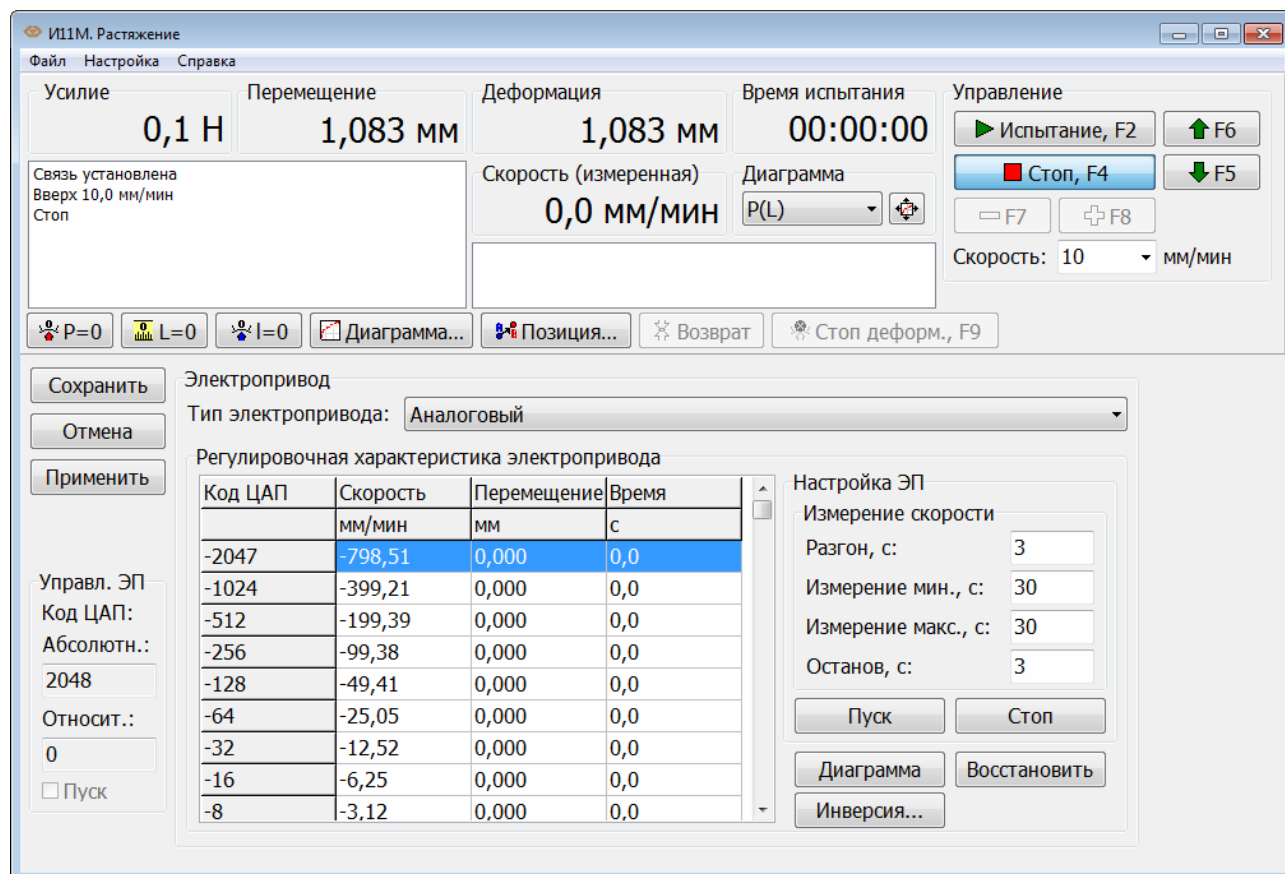 И11М. Растяжение
Файл Настройка Справка
Усилие Перемещение Деформация Время испытания Управление
0,1 Н 1,083 мм 1,083 мм 00:00:00
Испытание, F2 F6
Связь установлена
Вверх 10,0 мм/мин
Стоп
Скорость (измеренная) Диаграмма
0,0 мм/мин P(L)
Стоп, F4 F5
F7 F8
Скорость: 10 мм/мин
P=0 L=0 l=0 Диаграмма... Позиция... Возврат Стоп деформ., F9
Сохранить
Отмена
Применить
Управл. ЭП
Код ЦАП:
Абсолютн.:
2048
Относит.:
0
Пуск
Электропривод
Тип электропривода: Аналоговый
Регулировочная характеристика электропривода
Код ЦАП Скорость Перемещение Время
мм/мин мм с
-2047 -798,51 0,000 0,0
-1024 -399,21 0,000 0,0
-512 -199,39 0,000 0,0
-256 -99,38 0,000 0,0
-128 -49,41 0,000 0,0
-64 -25,05 0,000 0,0
-32 -12,52 0,000 0,0
-16 -6,25 0,000 0,0
-8 -3,12 0,000 0,0
Настройка ЭП
Измерение скорости
Разгон, с: 3
Измерение мин., с: 30
Измерение макс., с: 30
Останов, с: 3
Пуск Стоп
Диаграмма Восстановить
Инверсия...